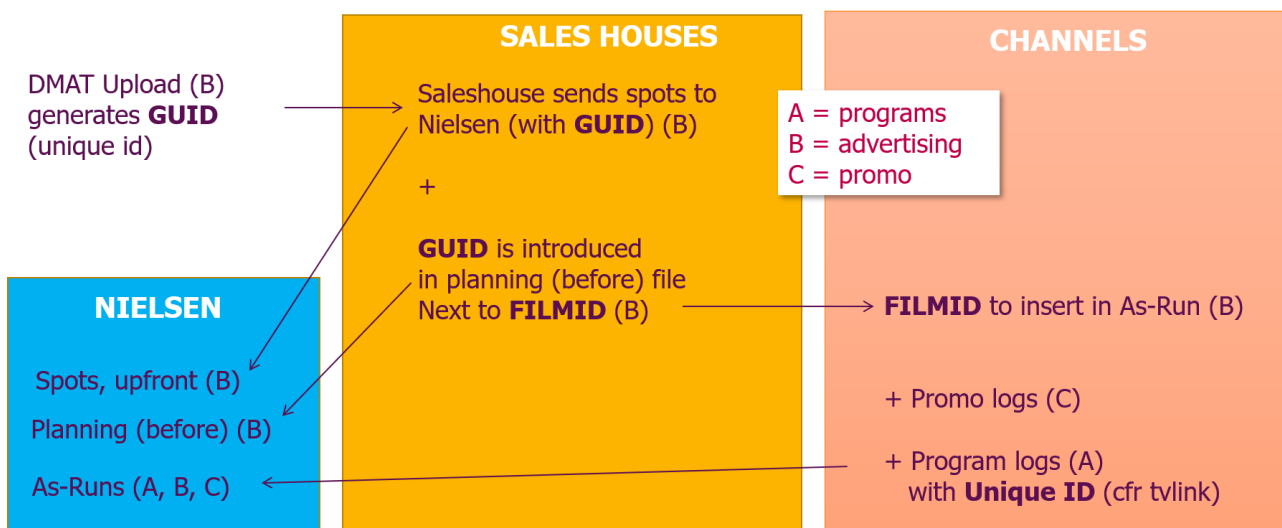 DMAT Upload (B)
generates GUID
(unique id)
SALES HOUSES
Saleshouse sends spots to
Nielsen (with GUID) (B)
+
GUID is introduced
in planning (before) file
Next to FILMID (B)
CHANNELS
A = programs
B = advertising
C = promo
FILMID to insert in As-Run (B)
+ Promo logs (C)
+ Program logs (A)
with Unique ID (cfr tvlink)
NIELSEN
Spots, upfront (B)
Planning (before) (B)
As-Runs (A, B, C)